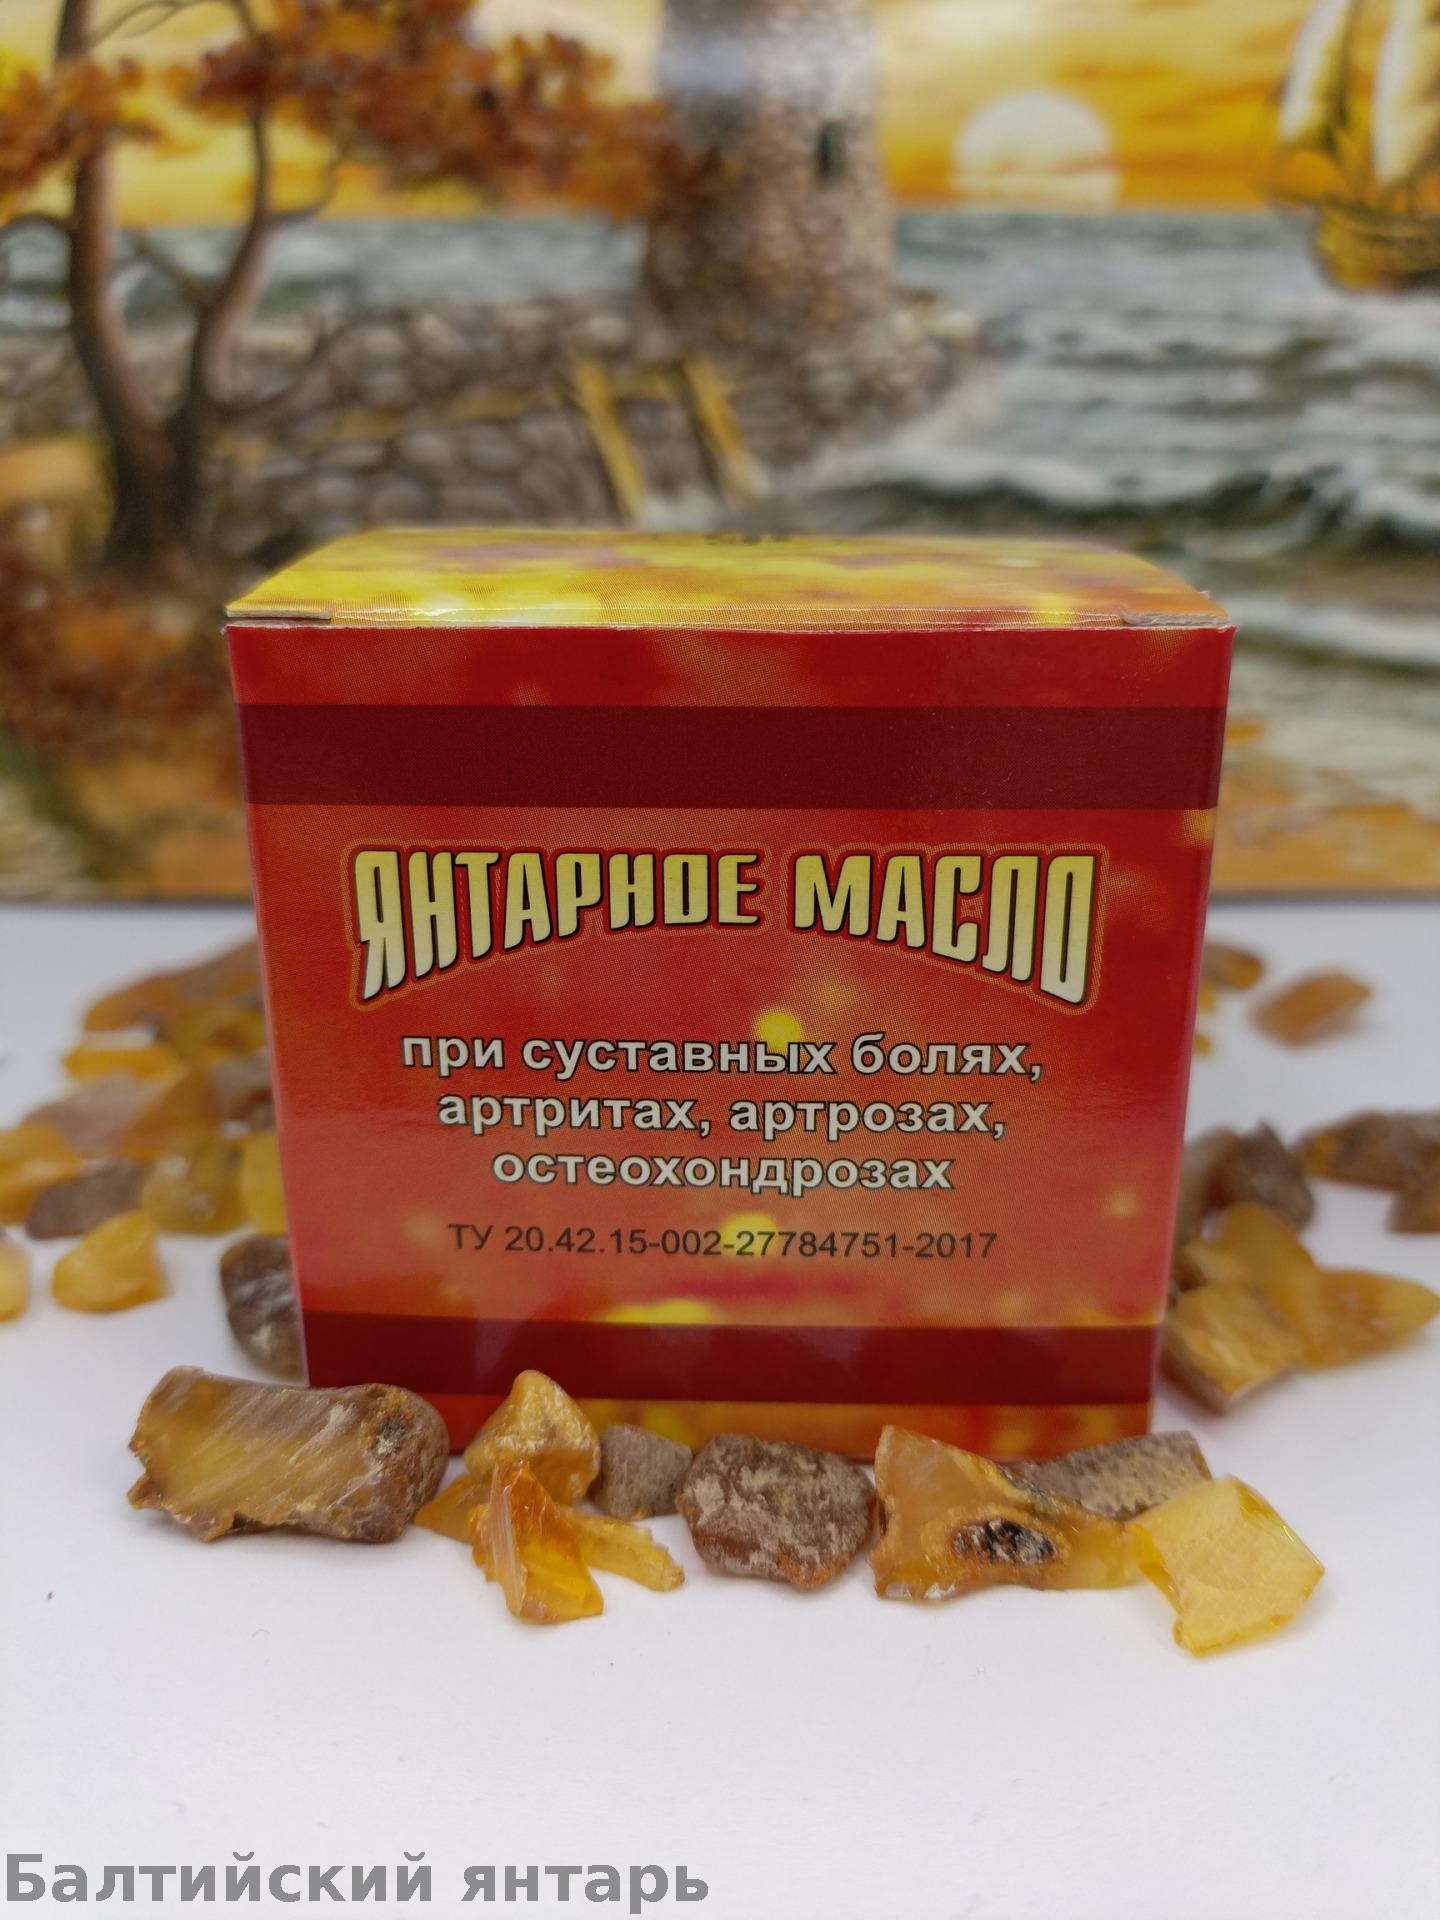 ЯНТАРНОЕ МАСЛО
при суставных болях,
артритах, артрозах,
остеохондрозах
ТУ 20.42.15-002-27784751-2017
Балтийский янтарь